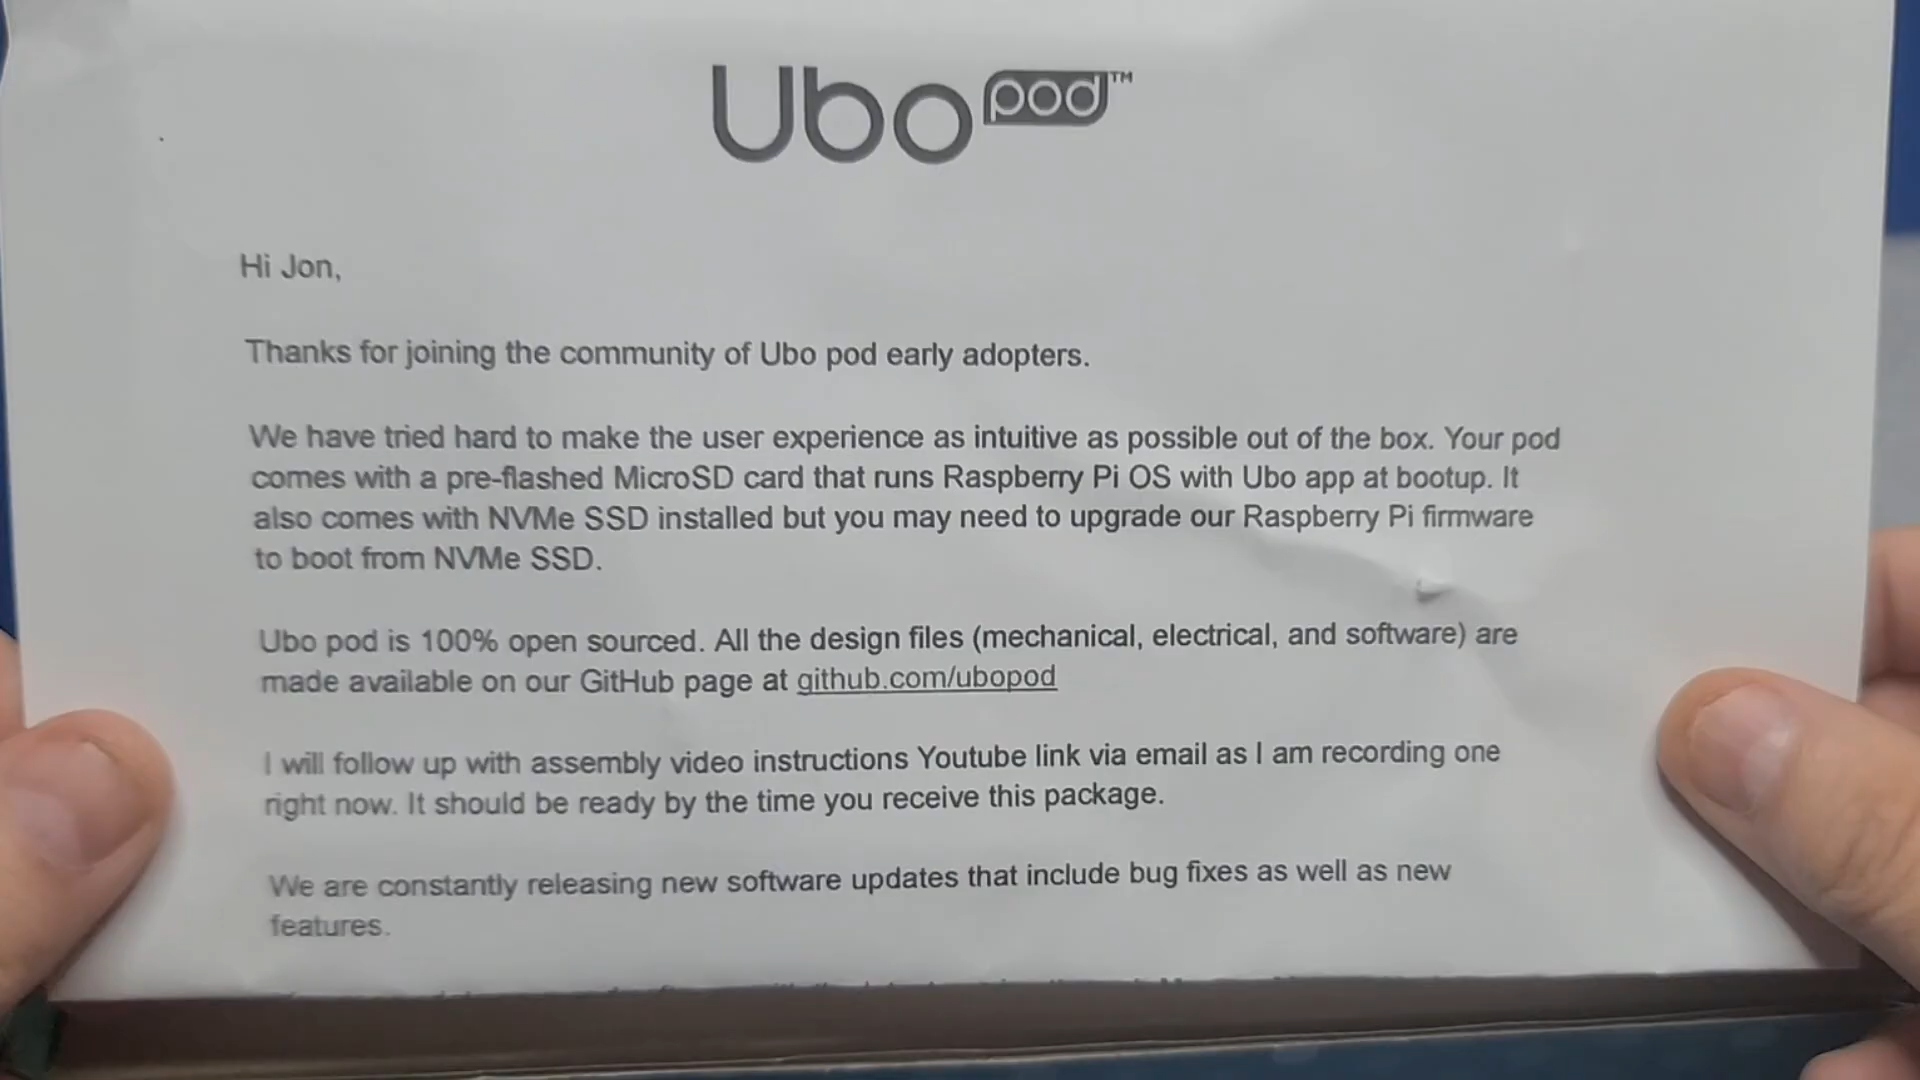 Ubo pod™
Hi Jon,
Thanks for joining the community of Ubo pod early adopters.
We have tried hard to make the user experience as intuitive as possible out of the box. Your pod
comes with a pre-flashed MicroSD card that runs Raspberry Pi OS with Ubo app at bootup. It
also comes with NVMe SSD installed but you may need to upgrade our Raspberry Pi firmware
to boot from NVMe SSD.
Ubo pod is 100% open sourced. All the design files (mechanical, electrical, and software) are
made available on our GitHub page at github.com/ubopod
I will follow up with assembly video instructions Youtube link via email as I am recording one
right now. It should be ready by the time you receive this package.
We are constantly releasing new software updates that include bug fixes as well as new
features.